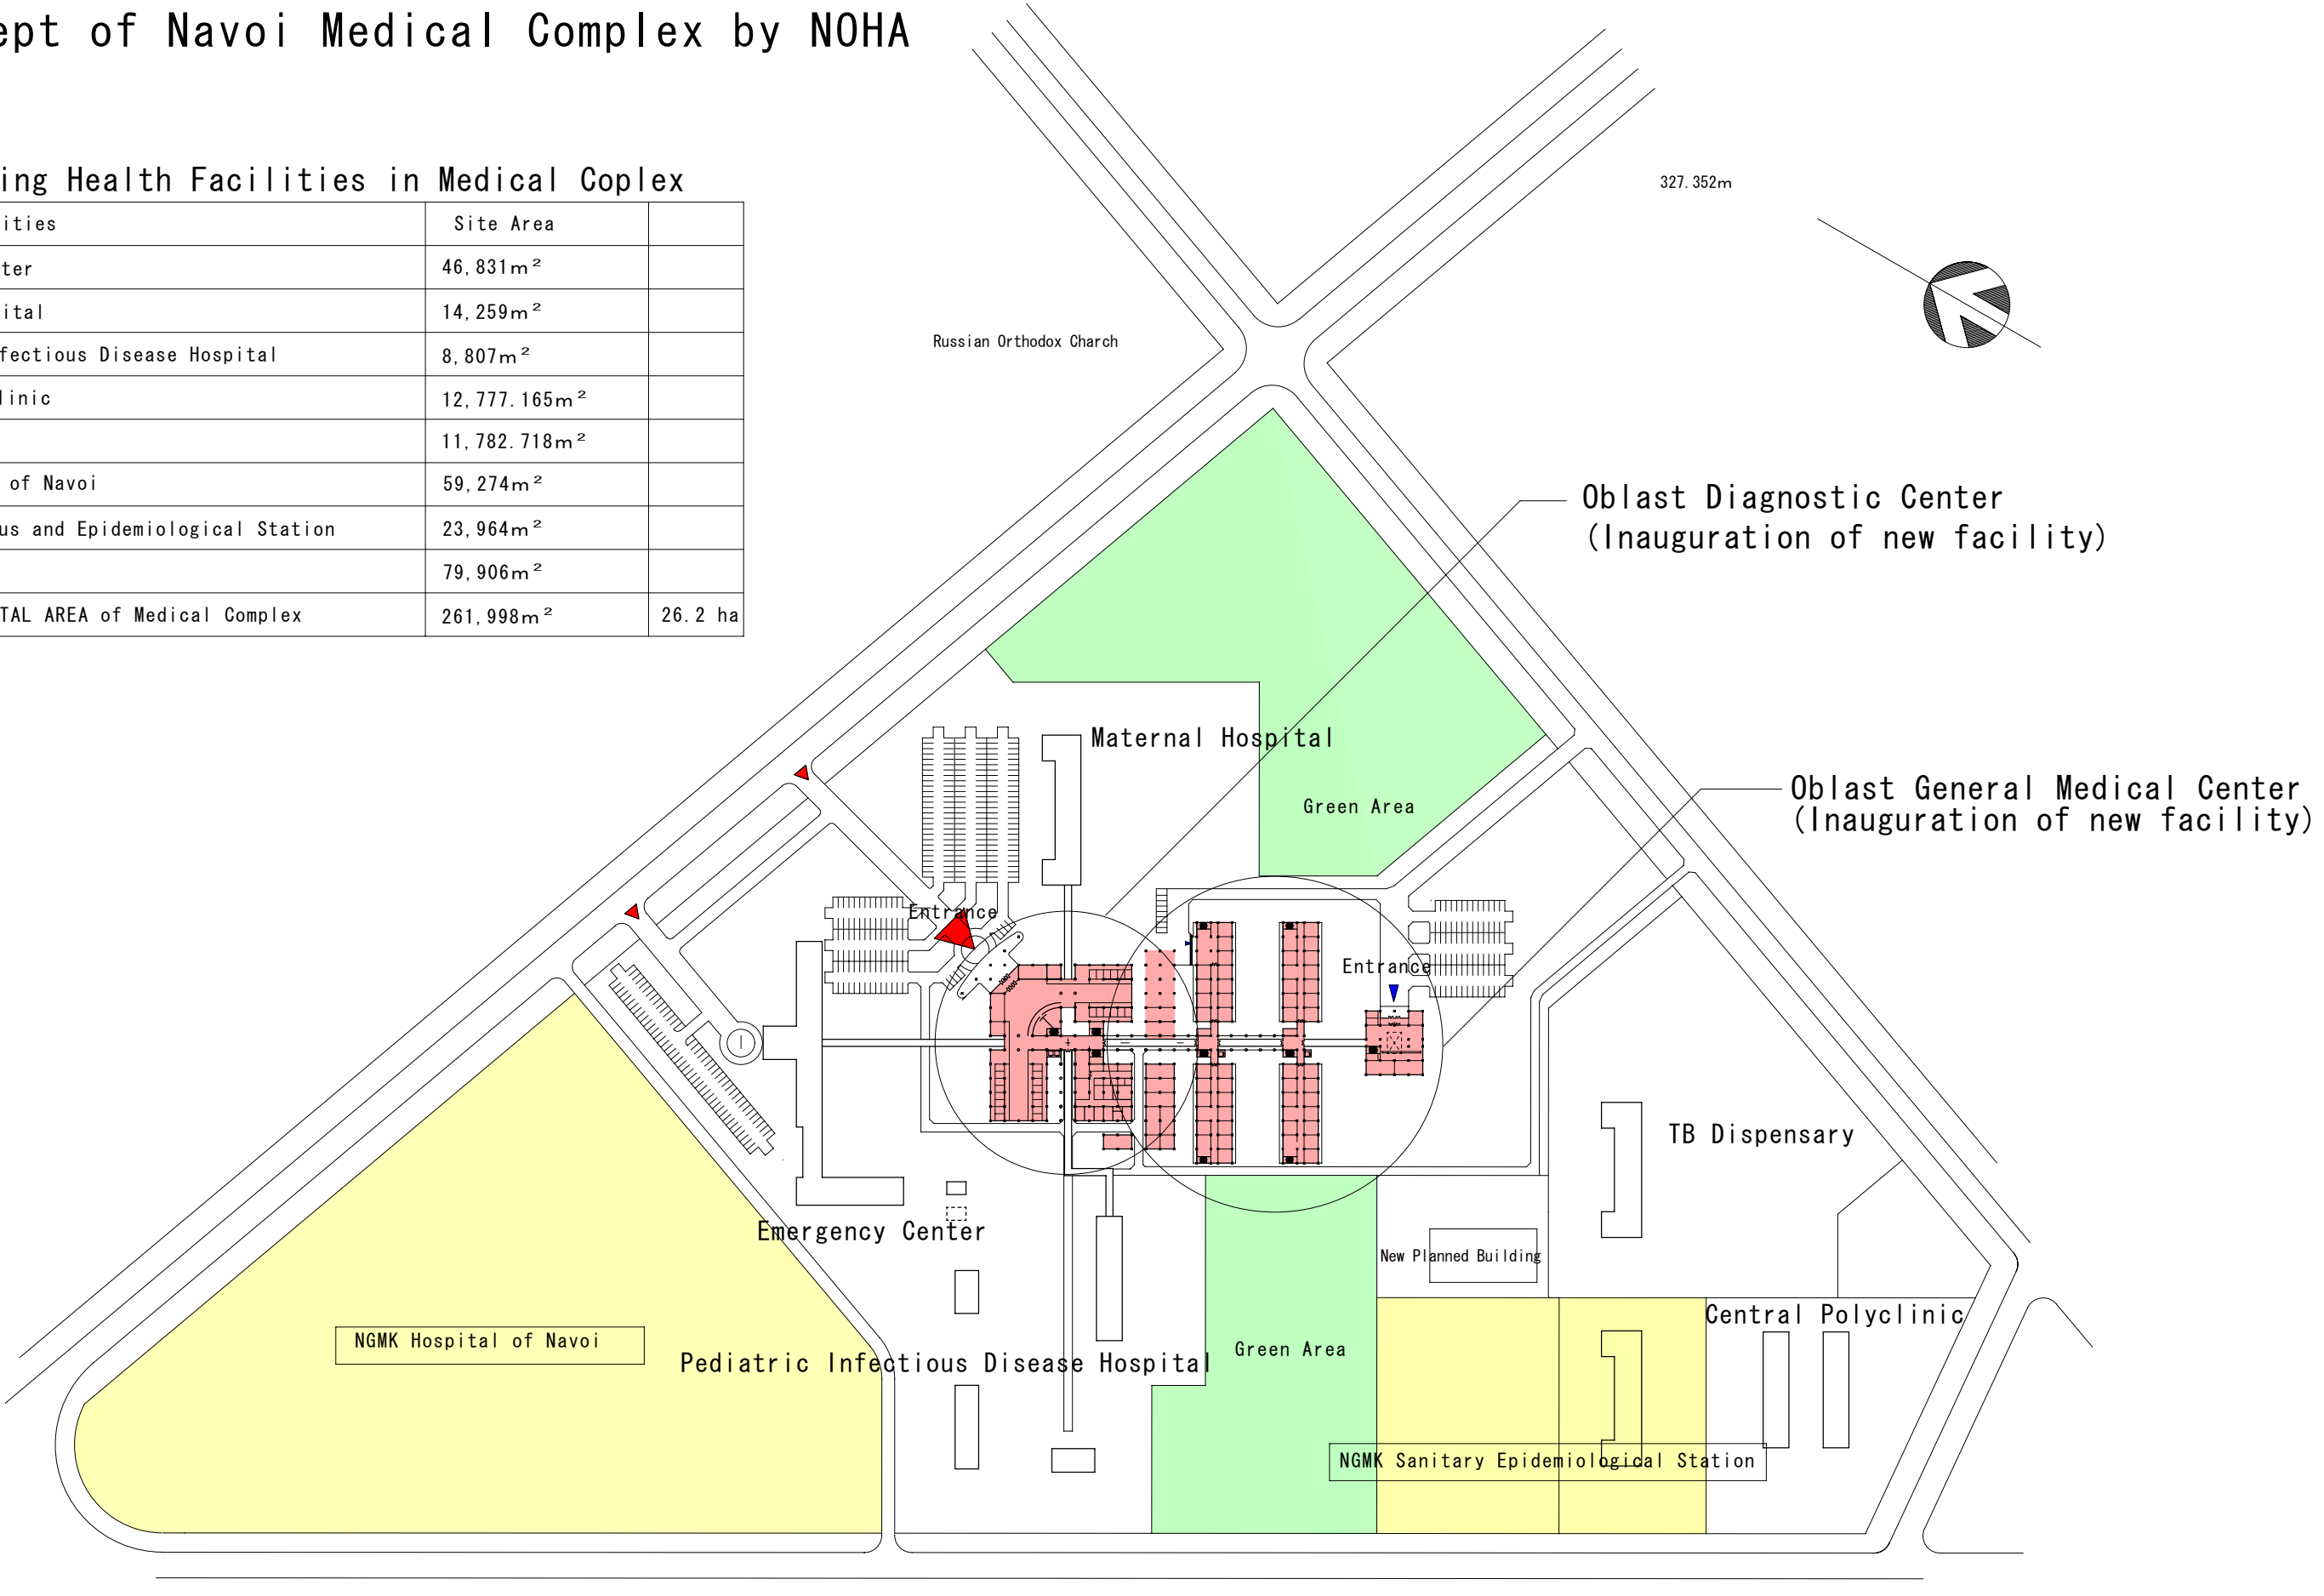 ept of Navoi Medical Complex by NOHA
ing Health Facilities in Medical Coplex
ities Site Area
ter 46,831m²
ital 14,259m²
fectious Disease Hospital 8,807m²
linic 12,777.165m²
11,782.718m²
of Navoi 59,274m²
us and Epidemiological Station 23,964m²
79,906m²
TAL AREA of Medical Complex 261,998m² 26.2 ha
327.352m
Russian Orthodox Church
Oblast Diagnostic Center
(Inauguration of new facility)
Maternal Hospital
Green Area
Oblast General Medical Center
(Inauguration of new facility)
Entrance
Entrance
TB Dispensary
Emergency Center
New Planned Building
Central Polyclinic
NGMK Hospital of Navoi
Pediatric Infectious Disease Hospital
Green Area
NGMK Sanitary Epidemiological Station